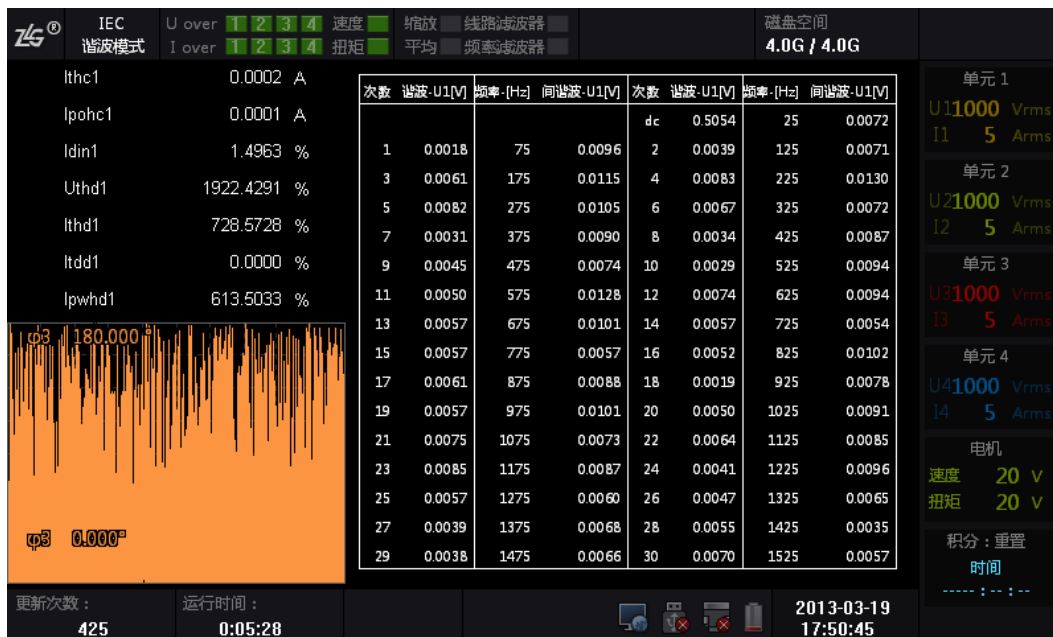 ZLG®
IEC
谐波模式
U over 1 2 3 4 速度
I over 1 2 3 4 扭矩
缩放 线路滤波器
平均 频率滤波器
磁盘空间
4.0G / 4.0G
Ithc1 0.0002 A
Ipohc1 0.0001 A
Idin1 1.4963 %
Uthd1 1922.4291 %
Ithd1 728.5728 %
Itdd1 0.0000 %
Ipwhd1 613.5033 %
φ3 180.000°
φ3 0.000°
次数 谐波-U1[V] 频率-[Hz] 间谐波-U1[V] 次数 谐波-U1[V] 频率-[Hz] 间谐波-U1[V]
dc 0.5054 25 0.0072
1 0.0018 75 0.0096 2 0.0039 125 0.0071
3 0.0061 175 0.0115 4 0.0083 225 0.0130
5 0.0082 275 0.0105 6 0.0067 325 0.0072
7 0.0031 375 0.0090 8 0.0034 425 0.0087
9 0.0045 475 0.0074 10 0.0029 525 0.0094
11 0.0050 575 0.0128 12 0.0074 625 0.0094
13 0.0057 675 0.0101 14 0.0057 725 0.0054
15 0.0057 775 0.0057 16 0.0052 825 0.0102
17 0.0061 875 0.0088 18 0.0019 925 0.0078
19 0.0057 975 0.0101 20 0.0050 1025 0.0091
21 0.0075 1075 0.0073 22 0.0064 1125 0.0085
23 0.0085 1175 0.0087 24 0.0041 1225 0.0096
25 0.0057 1275 0.0060 26 0.0047 1325 0.0065
27 0.0039 1375 0.0068 28 0.0055 1425 0.0035
29 0.0038 1475 0.0066 30 0.0070 1525 0.0057
单元 1
U1 1000 Vrms
I1 5 Arms
单元 2
U2 1000 Vrms
I2 5 Arms
单元 3
U3 1000 Vrms
I3 5 Arms
单元 4
U4 1000 Vrms
I4 5 Arms
电机
速度 20 V
扭矩 20 V
积分：重置
时间
-----:--:--
更新次数：
425
运行时间：
0:05:28
2013-03-19
17:50:45